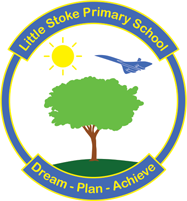 Little Stoke Primary School
Dream - Plan - Achieve